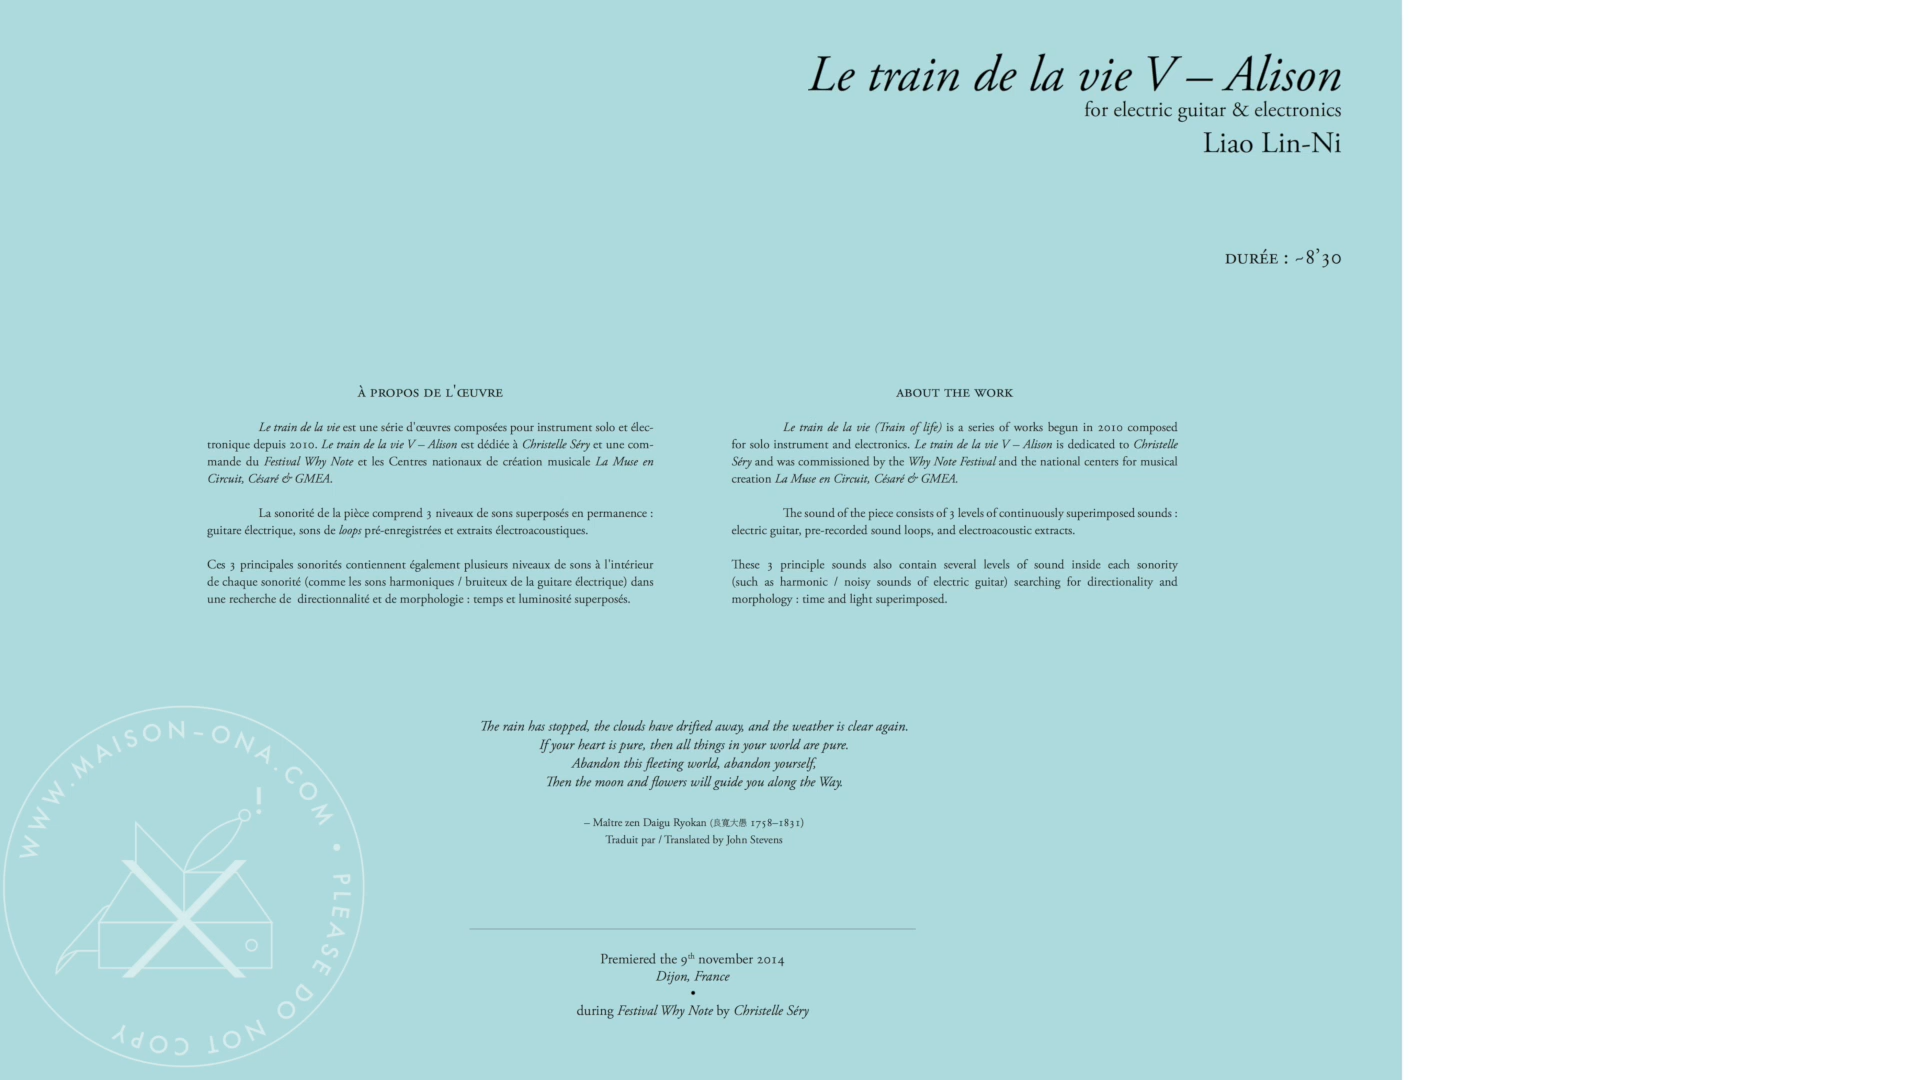 Le train de la vie V – Alison
for electric guitar & electronics
Liao Lin-Ni
DURÉE : ~8’30
À PROPOS DE L'ŒUVRE
Le train de la vie est une série d'œuvres composées pour instrument solo et élec-
tronique depuis 2010. Le train de la vie V – Alison est dédiée à Christelle Séry et une com-
mande du Festival Why Note et les Centres nationaux de création musicale La Muse en
Circuit, Césaré & GMEA.
La sonorité de la pièce comprend 3 niveaux de sons superposés en permanence :
guitare électrique, sons de loops pré-enregistrées et extraits électroacoustiques.
Ces 3 principales sonorités contiennent également plusieurs niveaux de sons à l'intérieur
de chaque sonorité (comme les sons harmoniques / bruiteux de la guitare électrique) dans
une recherche de directionnalité et de morphologie : temps et luminosité superposés.
ABOUT THE WORK
Le train de la vie (Train of life) is a series of works begun in 2010 composed
for solo instrument and electronics. Le train de la vie V – Alison is dedicated to Christelle
Séry and was commissioned by the Why Note Festival and the national centers for musical
creation La Muse en Circuit, Césaré & GMEA.
The sound of the piece consists of 3 levels of continuously superimposed sounds :
electric guitar, pre-recorded sound loops, and electroacoustic extracts.
These 3 principle sounds also contain several levels of sound inside each sonority
(such as harmonic / noisy sounds of electric guitar) searching for directionality and
morphology : time and light superimposed.
The rain has stopped, the clouds have drifted away, and the weather is clear again.
If your heart is pure, then all things in your world are pure.
Abandon this fleeting world, abandon yourself,
Then the moon and flowers will guide you along the Way.
– Maître zen Daigu Ryokan (良寛大愚 1758–1831)
Traduit par / Translated by John Stevens
Premiered the 9th november 2014
Dijon, France
•
during Festival Why Note by Christelle Séry
WWW.MAISON-ONA.COM • PLEASE DO NOT COPY